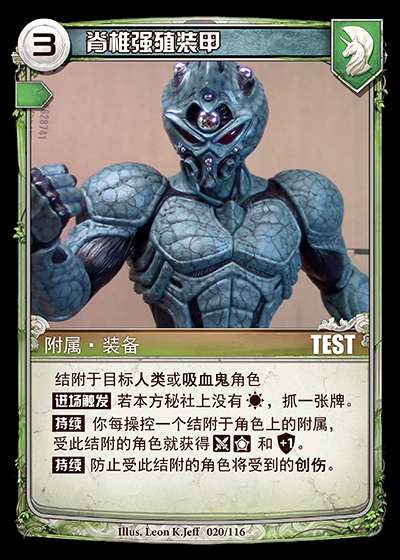 3
脊椎强殖装甲
628741
附属·装备
TEST
结附于目标人类或吸血鬼角色
进场触发 若本方秘社上没有，抓一张牌。
持续 你每操控一个结附于角色上的附属，
受此结附的角色就获得 和 +1。
持续 防止受此结附的角色将受到的创伤。
Illus. Leon K.Jeff 020/116